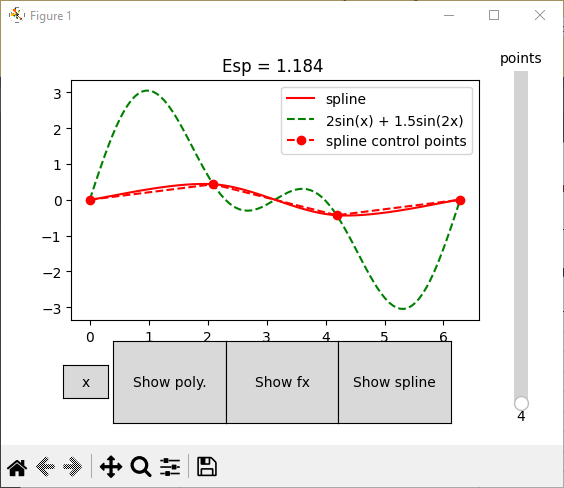 Figure 1
points
Esp = 1.184
spline
2sin(x) + 1.5sin(2x)
spline control points
3
2
1
0
−1
−2
−3
0 1 2 3 4 5 6
x
Show poly.
Show fx
Show spline
4